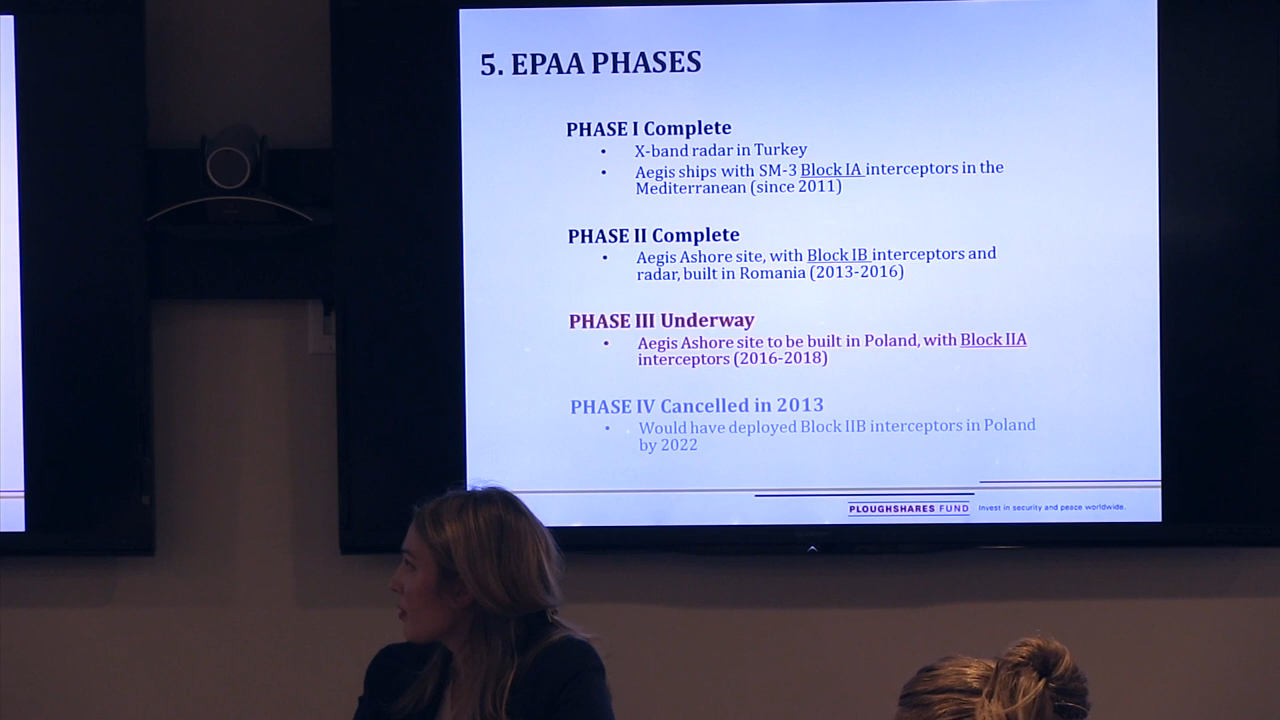 5. EPAA PHASES
PHASE I Complete
• X-band radar in Turkey
• Aegis ships with SM-3 Block IA interceptors in the
Mediterranean (since 2011)
PHASE II Complete
• Aegis Ashore site, with Block IB interceptors and
radar, built in Romania (2013-2016)
PHASE III Underway
• Aegis Ashore site to be built in Poland, with Block IIA
interceptors (2016-2018)
PHASE IV Cancelled in 2013
• Would have deployed Block IIB interceptors in Poland
by 2022
PLOUGHSHARES FUND Invest in security and peace worldwide.